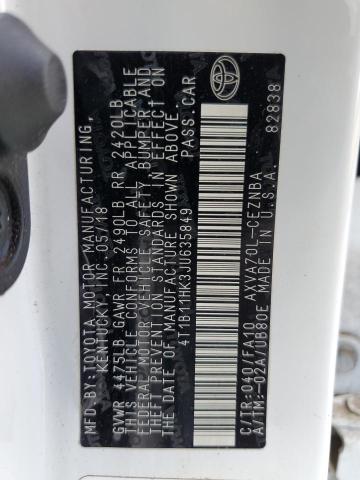 MFD.BY:TOYOTA MOTOR MANUFACTURING,
KENTUCKY, INC. 05/18
GVWR 4475LB GAWR FR 2490LB RR 2420LB
THIS VEHICLE CONFORMS TO ALL APPLICABLE
FEDERAL MOTOR VEHICLE SAFETY, BUMPER AND
THEFT PREVENTION STANDARDS IN EFFECT ON
THE DATE OF MANUFACTURE SHOWN ABOVE.
4T1B11HK3JU635849 PASS.CAR
C/TR:040/FA10 AXVA70L-CEZNBA
A/TM:-02A/UB80E MADE IN U.S.A.
82838